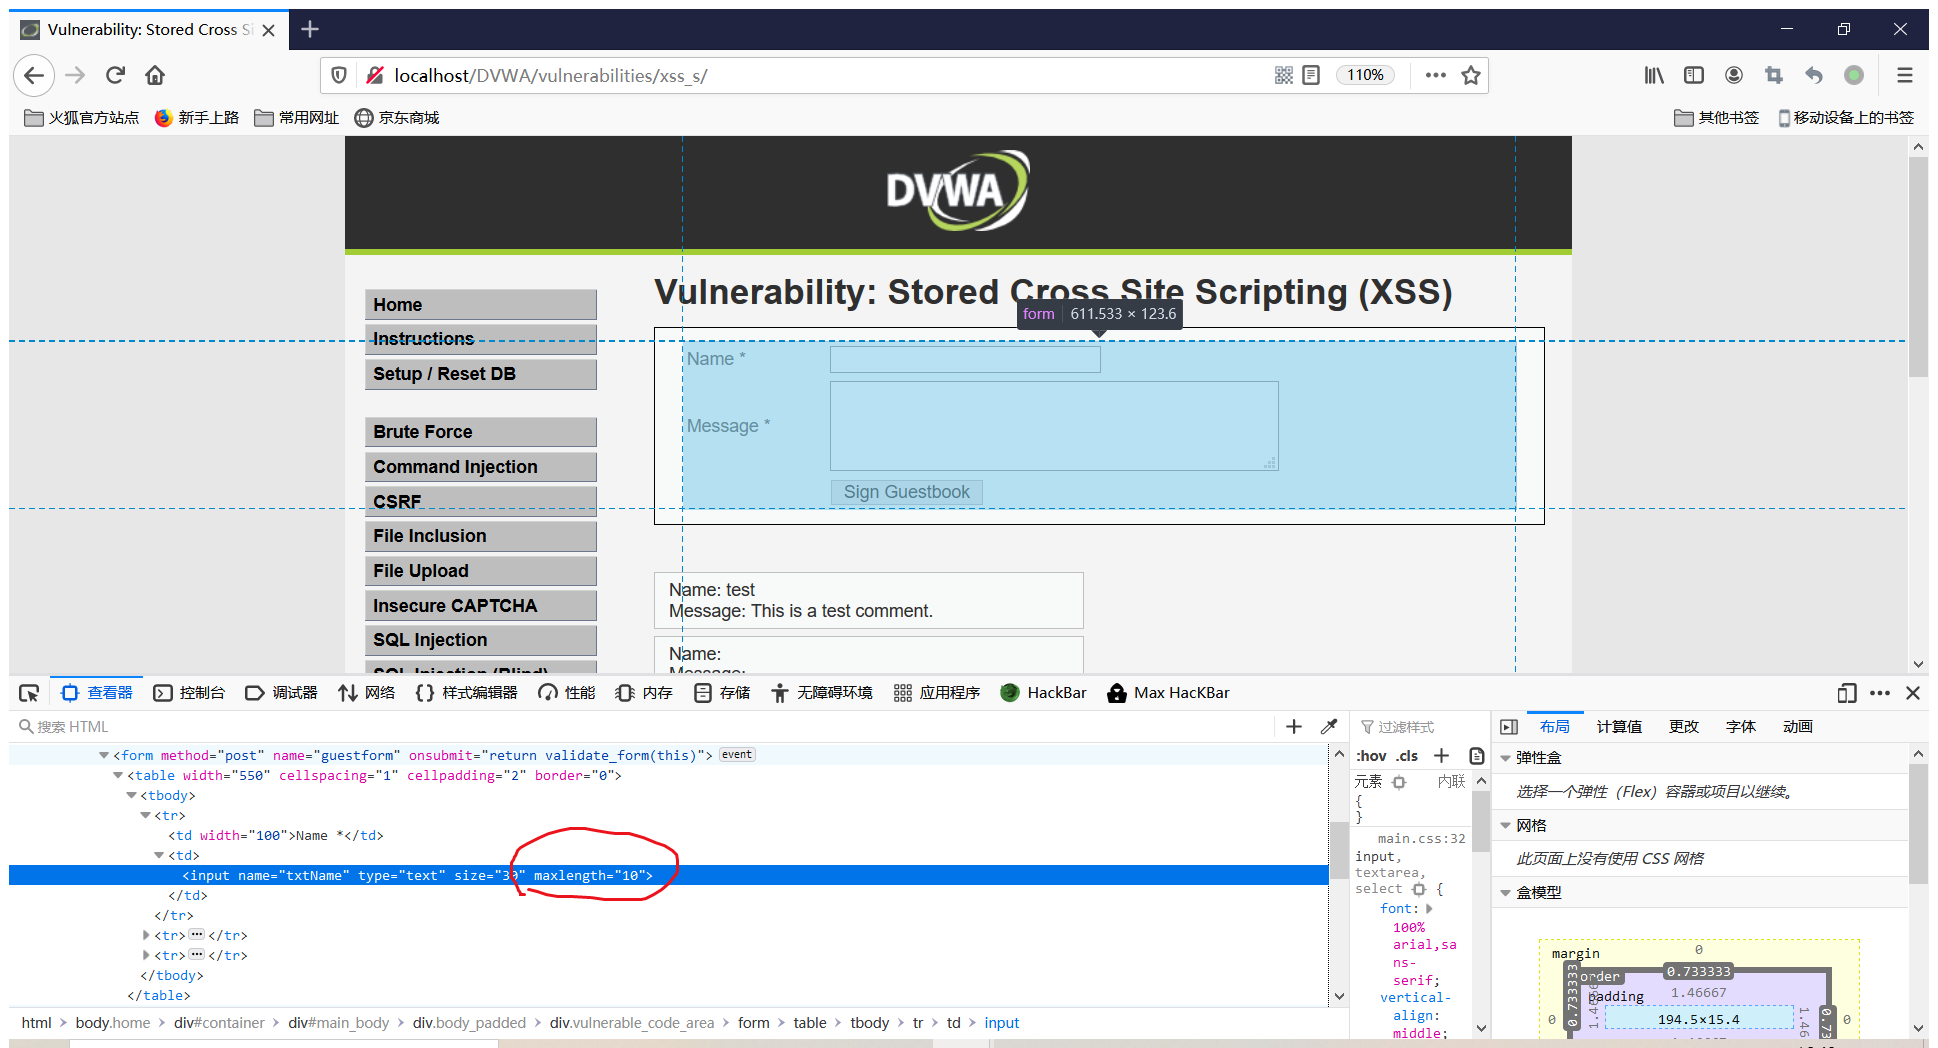 Vulnerability: Stored Cross Si
localhost/DVWA/vulnerabilities/xss_s/
110%
火狐官方站点 新手上路 常用网址 京东商城
其他书签 移动设备上的书签
DVWA
Vulnerability: Stored Cross Site Scripting (XSS)
form 611.533 × 123.6
Home
Instructions
Setup / Reset DB
Brute Force
Command Injection
CSRF
File Inclusion
File Upload
Insecure CAPTCHA
SQL Injection
SQL Injection (Blind)
Name *
Message *
Sign Guestbook
Name: test
Message: This is a test comment.
Name:
Message:
查看器 控制台 调试器 网络 样式编辑器 性能 内存 存储 无障碍环境 应用程序 HackBar Max HacKBar
搜索 HTML
<form method="post" name="guestform" onsubmit="return validate_form(this)"> event
<table width="550" cellspacing="1" cellpadding="2" border="0">
<tbody>
<tr>
<td width="100">Name *</td>
<td>
<input name="txtName" type="text" size="30" maxlength="10">
</td>
</tr>
<tr> ••• </tr>
<tr> ••• </tr>
</tbody>
</table>
html > body.home > div#container > div#main_body > div.body_padded > div.vulnerable_code_area > form > table > tbody > tr > td > input
过滤样式
:hov .cls
元素 内联
{
}
main.css:32
input,
textarea,
select {
font:
100%
arial,sa
ns-
serif;
vertical-
align:
middle;
布局 计算值 更改 字体 动画
弹性盒
选择一个弹性（Flex）容器或项目以继续。
网格
此页面上没有使用 CSS 网格
盒模型
margin 0
border 0.733333
padding 1.46667
0 0.733333 194.5×15.4 1.46 0.73 0